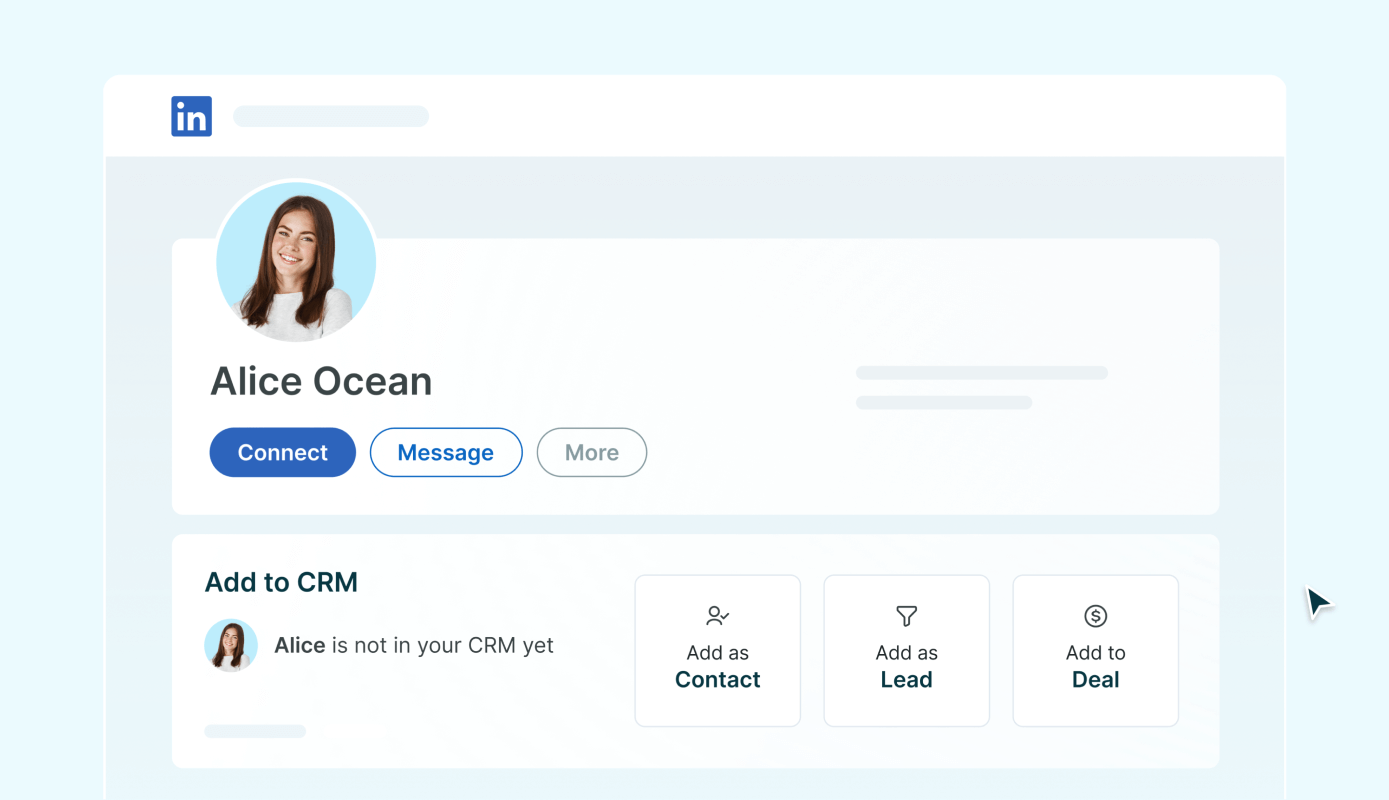 in
Alice Ocean
Connect
Message
More
Add to CRM
Alice is not in your CRM yet
Add as
Contact
Add as
Lead
Add to
Deal